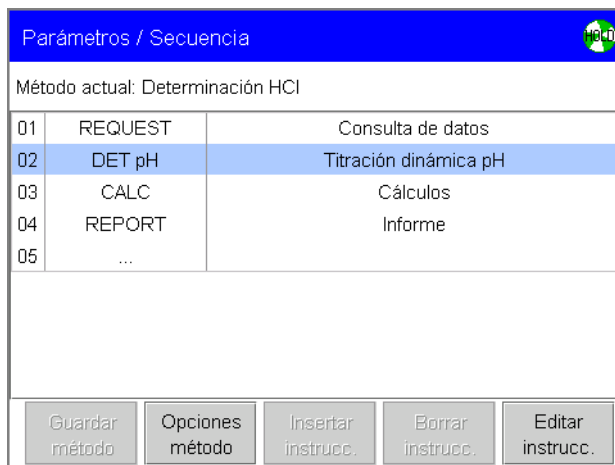 Parámetros / Secuencia
HOLD
Método actual: Determinación HCl
01 REQUEST Consulta de datos
02 DET pH Titración dinámica pH
03 CALC Cálculos
04 REPORT Informe
05 ...
Guardar método
Opciones método
Insertar instrucc.
Borrar instrucc.
Editar instrucc.